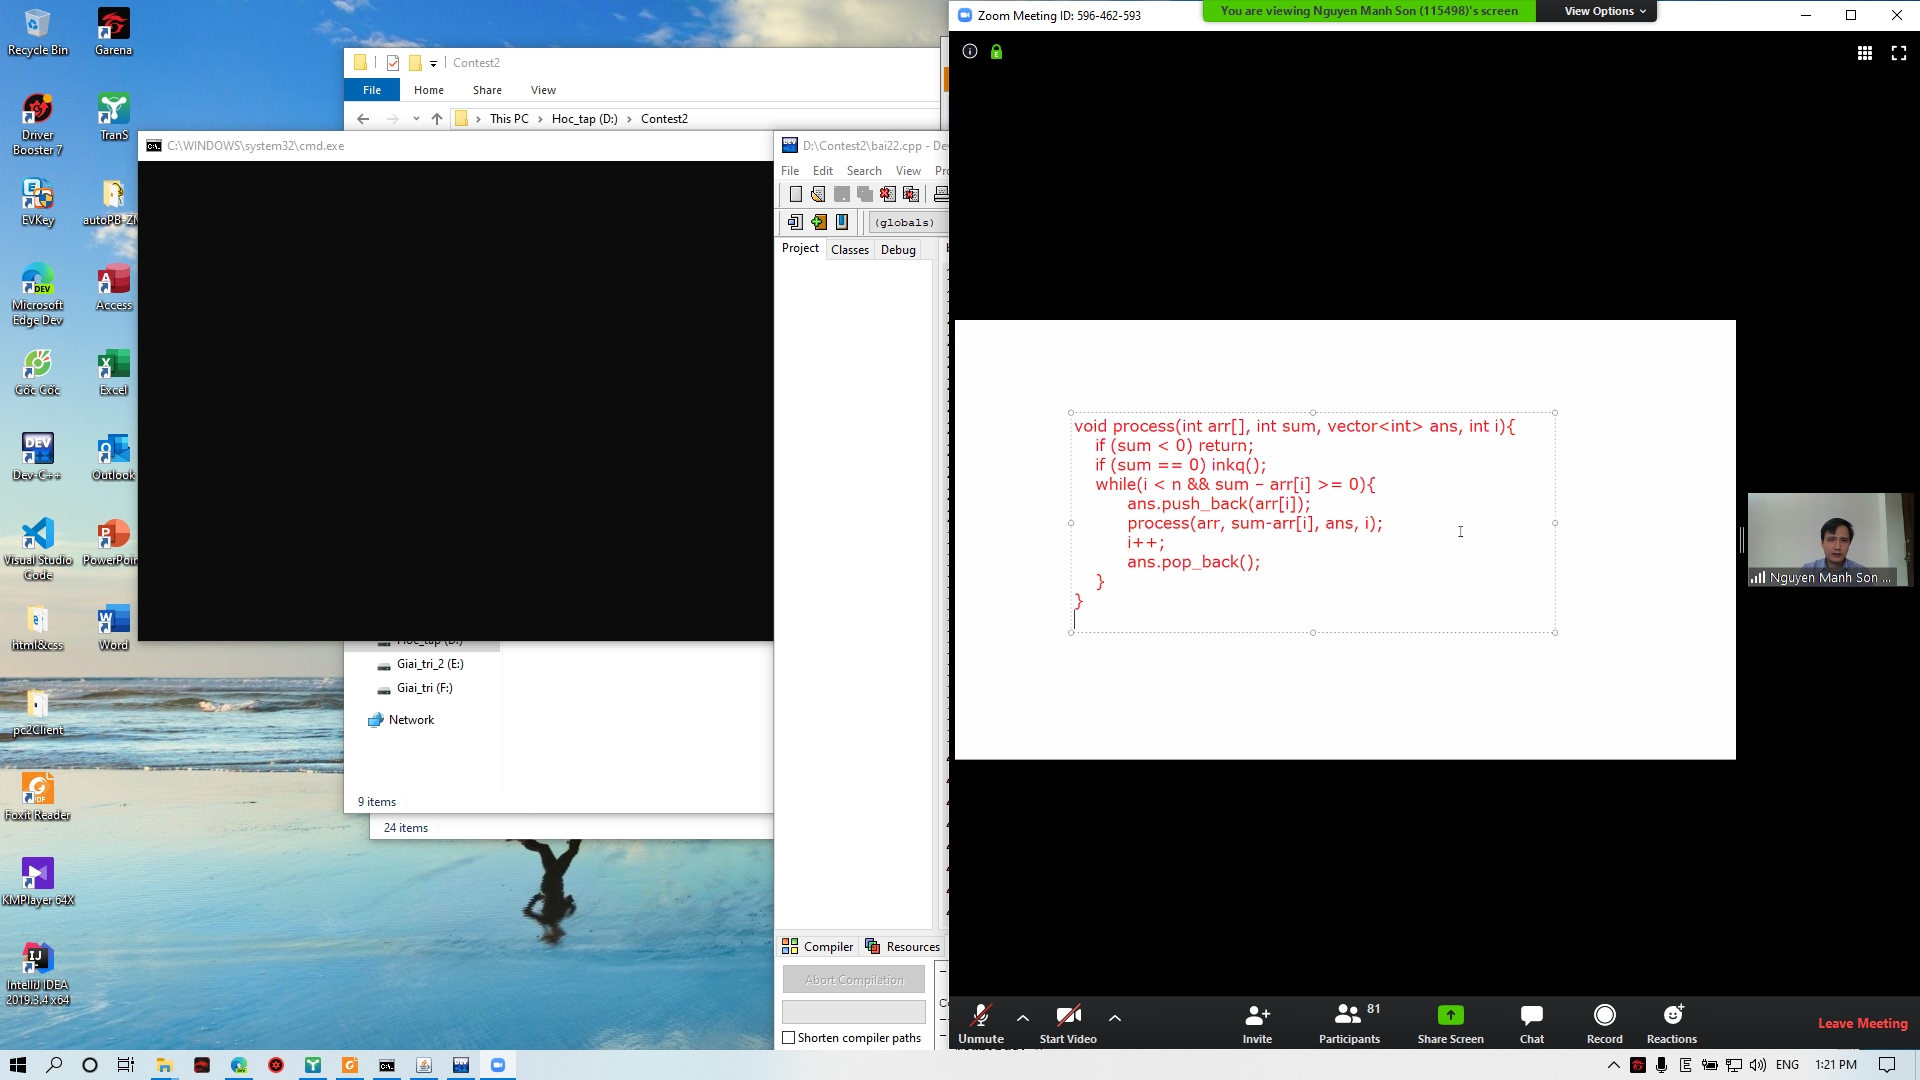 Recycle Bin
Garena
Driver Booster 7
TranS
EVKey
autoPB-ZM
Microsoft Edge Dev
Access
Cốc Cốc
Excel
Dev-C++
Outlook
Visual Studio Code
PowerPoin
html&css
Word
pc2Client
Foxit Reader
KMPlayer 64X
IntelliJ IDEA 2019.3.4 x64
Contest2
File Home Share View
This PC > Hoc_tap (D:) > Contest2
C:\WINDOWS\system32\cmd.exe
Hoc_tap (D:)
Giai_tri_2 (E:)
Giai_tri (F:)
Network
9 items
24 items
D:\Contest2\bai22.cpp - De
File Edit Search View Pr
(globals)
Project Classes Debug
Compiler Resources
Abort Compilation
Shorten compiler paths
Zoom Meeting ID: 596-462-593
You are viewing Nguyen Manh Son (115498)'s screen
View Options
void process(int arr[], int sum, vector<int> ans, int i){
if (sum < 0) return;
if (sum == 0) inkq();
while(i < n && sum – arr[i] >= 0){
ans.push_back(arr[i]);
process(arr, sum-arr[i], ans, i);
i++;
ans.pop_back();
}
}
Nguyen Manh Son ...
Unmute
Start Video
Invite
Participants
81
Share Screen
Chat
Record
Reactions
Leave Meeting
ENG
1:21 PM